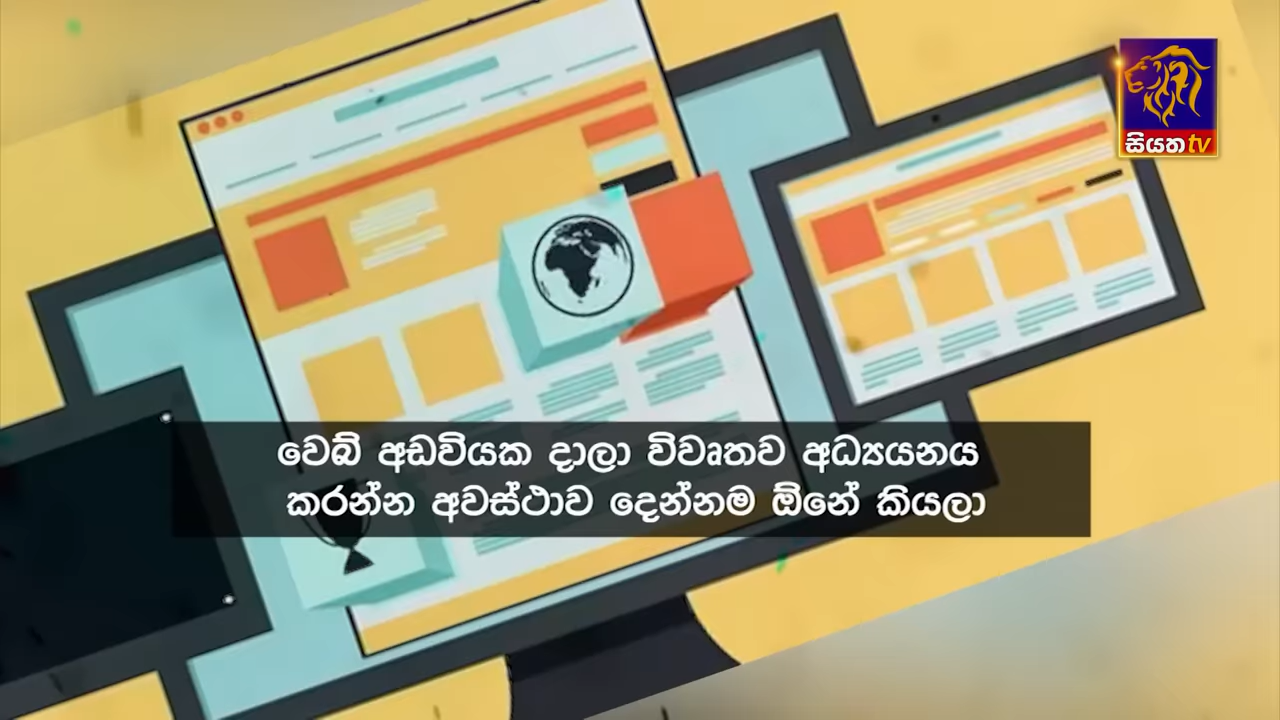 සියත tv
වෙබ් අඩවියක දාලා විවෘතව අධ්‍යයනය
කරන්න අවස්ථාව දෙන්නම ඕනේ කියලා